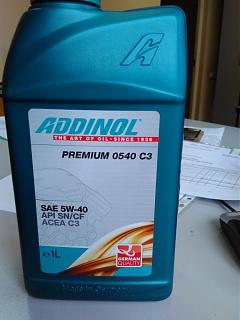 ADDINOL
THE ART OF OIL · SINCE 1936
PREMIUM 0540 C3
SAE 5W-40
API SN/CF
ACEA C3
e 1L
GERMAN
QUALITY
Made in Germany